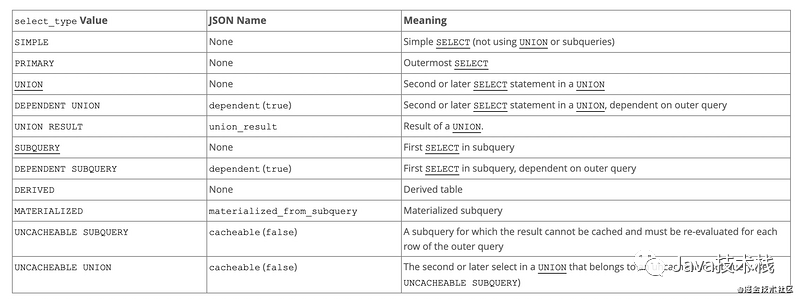 select_type Value JSON Name Meaning
SIMPLE None Simple SELECT (not using UNION or subqueries)
PRIMARY None Outermost SELECT
UNION None Second or later SELECT statement in a UNION
DEPENDENT UNION dependent (true) Second or later SELECT statement in a UNION, dependent on outer query
UNION RESULT union_result Result of a UNION.
SUBQUERY None First SELECT in subquery
DEPENDENT SUBQUERY dependent (true) First SELECT in subquery, dependent on outer query
DERIVED None Derived table
MATERIALIZED materialized_from_subquery Materialized subquery
UNCACHEABLE SUBQUERY cacheable (false) A subquery for which the result cannot be cached and must be re-evaluated for each
row of the outer query
UNCACHEABLE UNION cacheable (false) The second or later select in a UNION that belongs to
UNCACHEABLE SUBQUERY)
Java技术栈
@掘金技术社区